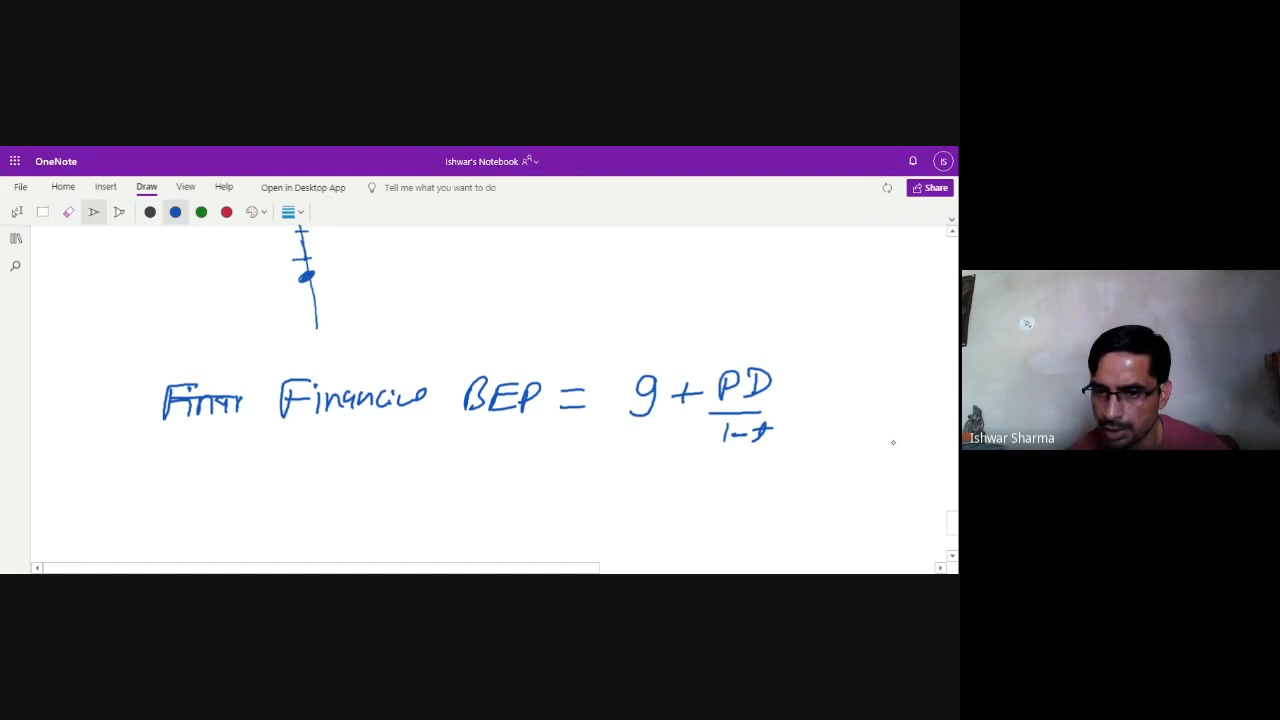 OneNote
Ishwar's Notebook
IS
File Home Insert Draw View Help Open in Desktop App Tell me what you want to do
Share
Financial BEP = I + PD
1-t
Ishwar Sharma